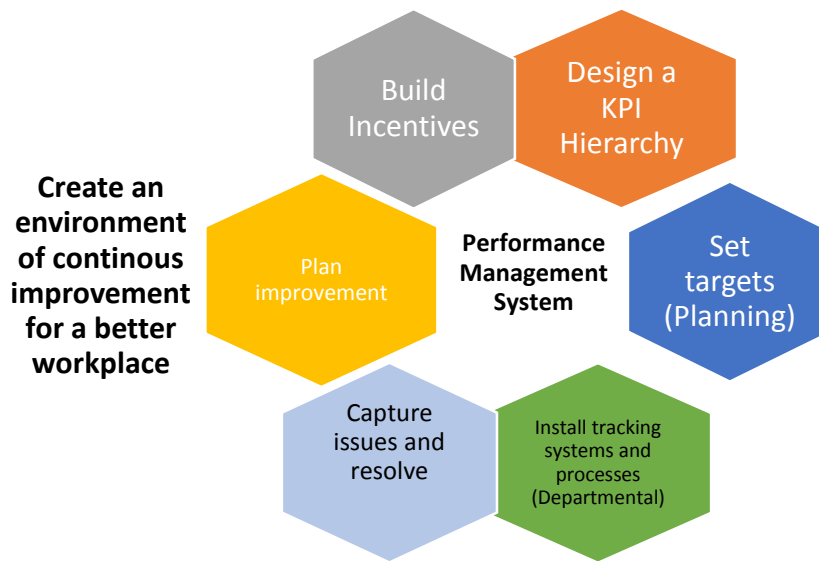 Build
Incentives
Design a
KPI
Hierarchy
Create an
environment
of continous
improvement
for a better
workplace
Plan
improvement
Performance
Management
System
Set
targets
(Planning)
Capture
issues and
resolve
Install tracking
systems and
processes
(Departmental)